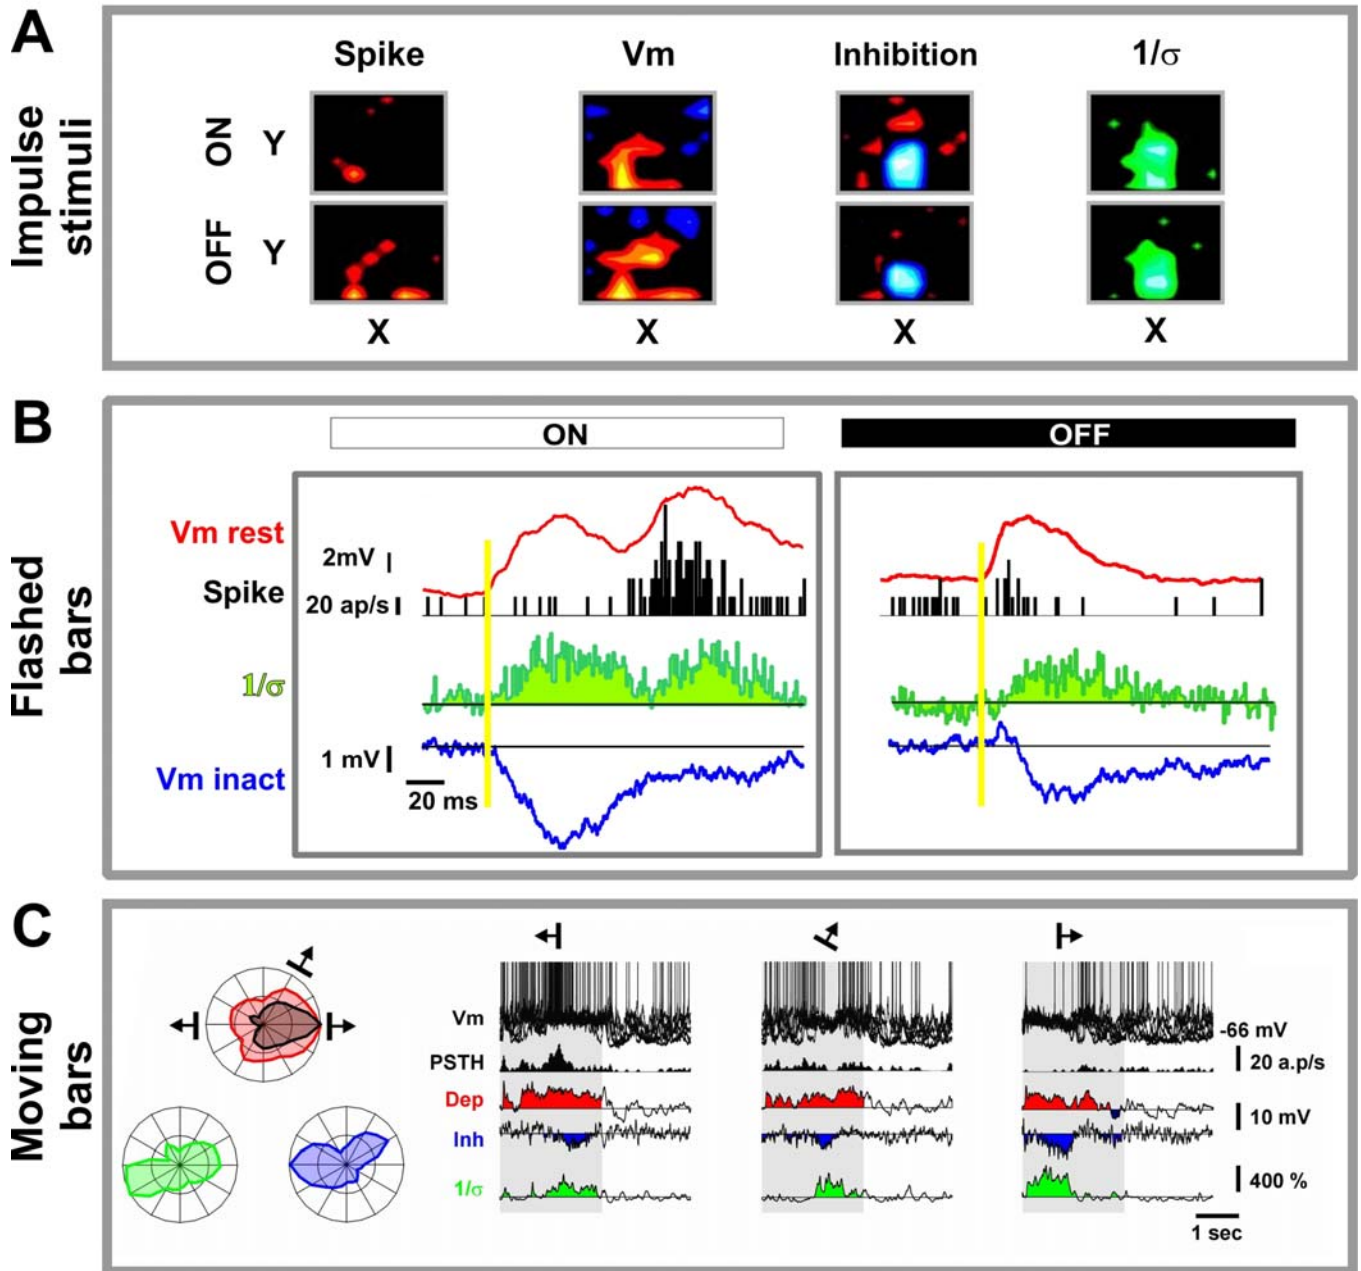 A
Impulse
stimuli
Spike
Vm
Inhibition
1/σ
ON
Y
OFF
Y
X
X
X
X
B
Flashed
bars
ON
OFF
Vm rest
2mV
Spike
20 ap/s
1/σ
1 mV
Vm inact
20 ms
C
Moving
bars
Vm
-66 mV
PSTH
20 a.p/s
Dep
10 mV
Inh
1/σ
400 %
1 sec